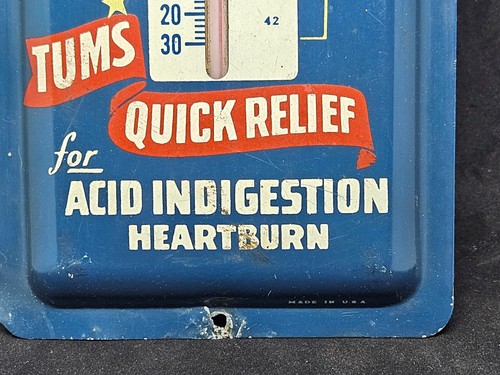 20
30
42
TUMS
QUICK RELIEF
for
ACID INDIGESTION
HEARTBURN
MADE IN U.S.A